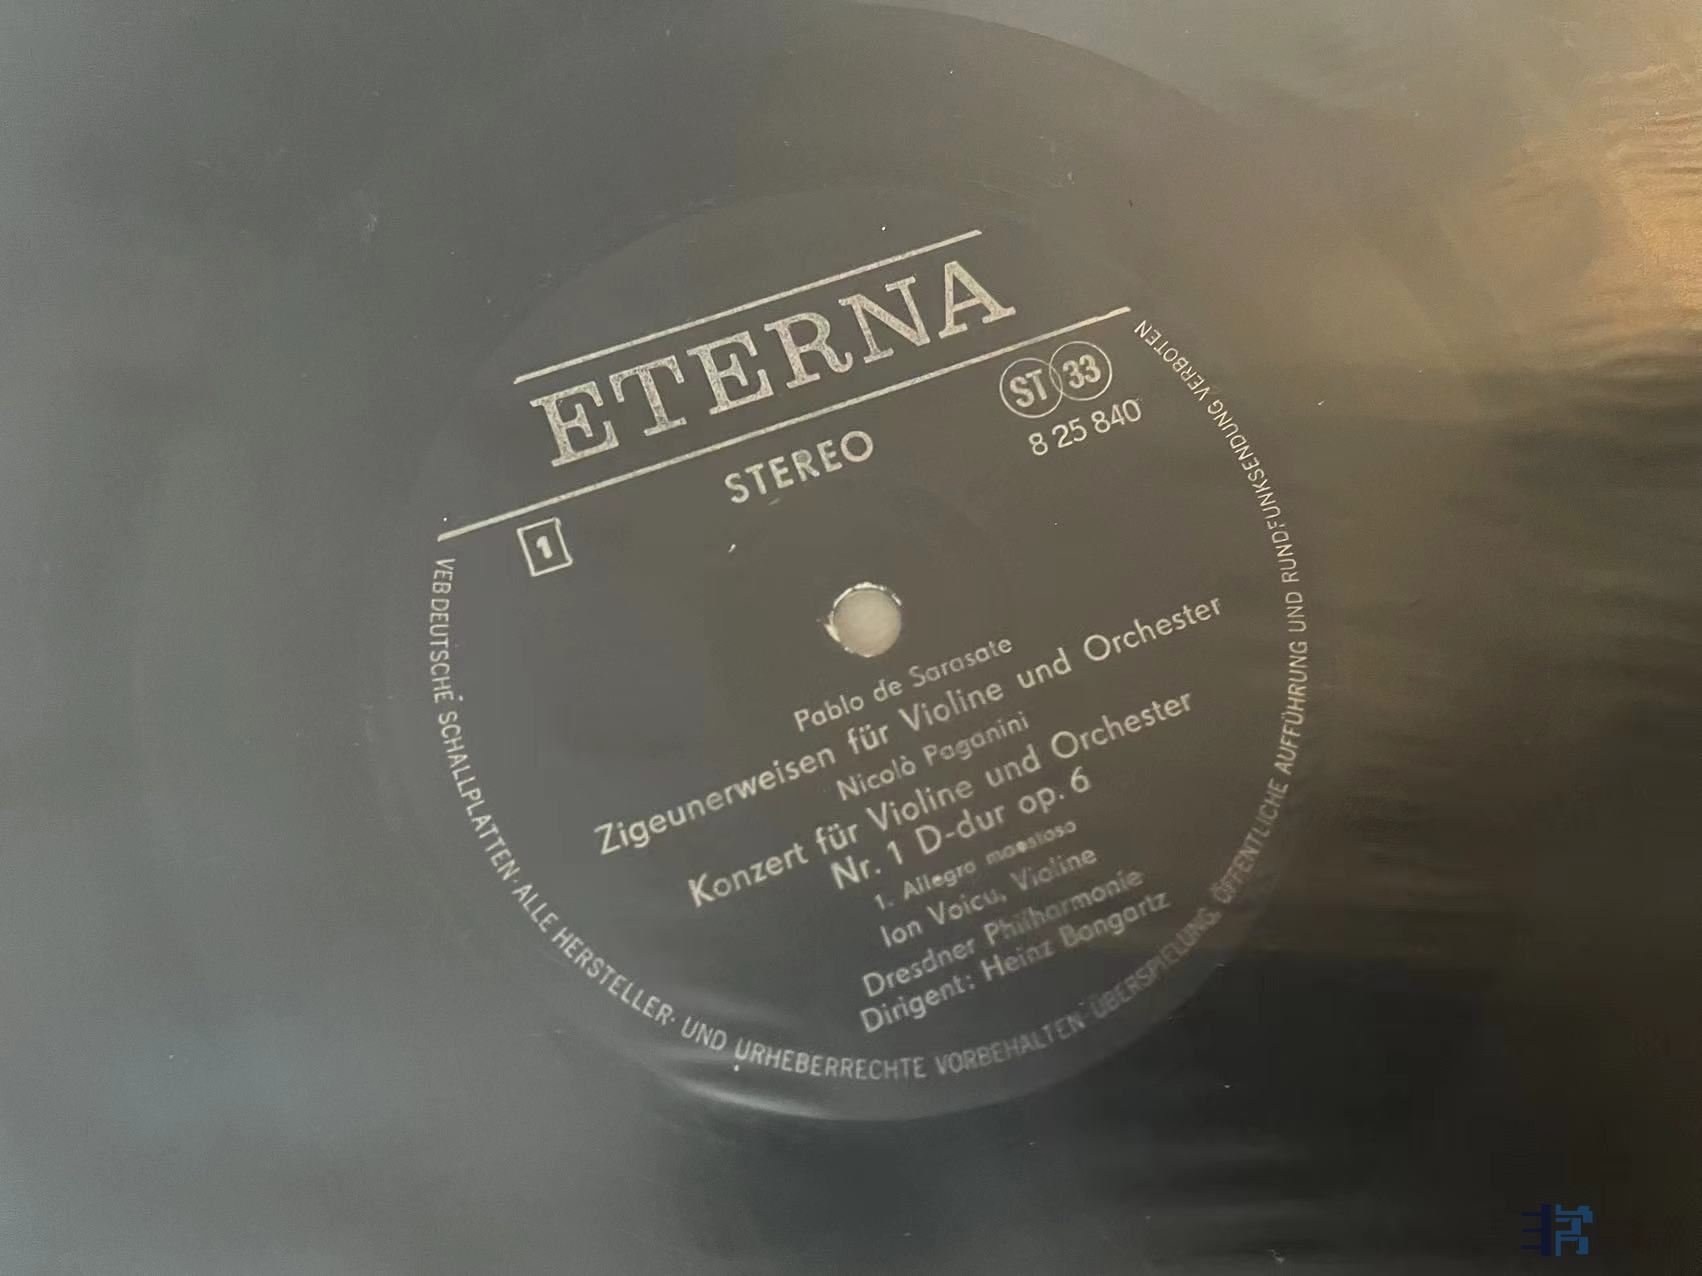 ETERNA
STEREO
ST 33
8 25 840
1
Pablo de Sarasate
Zigeunerweisen für Violine und Orchester
Nicolò Paganini
Konzert für Violine und Orchester
Nr. 1 D-dur op. 6
1. Allegro maestoso
Ion Voicu, Violine
Dresdner Philharmonie
Dirigent: Heinz Bongartz
VEB DEUTSCHE SCHALLPLATTEN · ALLE HERSTELLER- UND URHEBERRECHTE VORBEHALTEN · ÜBERSPIELUNG, ÖFFENTLICHE AUFFÜHRUNG UND RUNDFUNKSENDUNG VERBOTEN